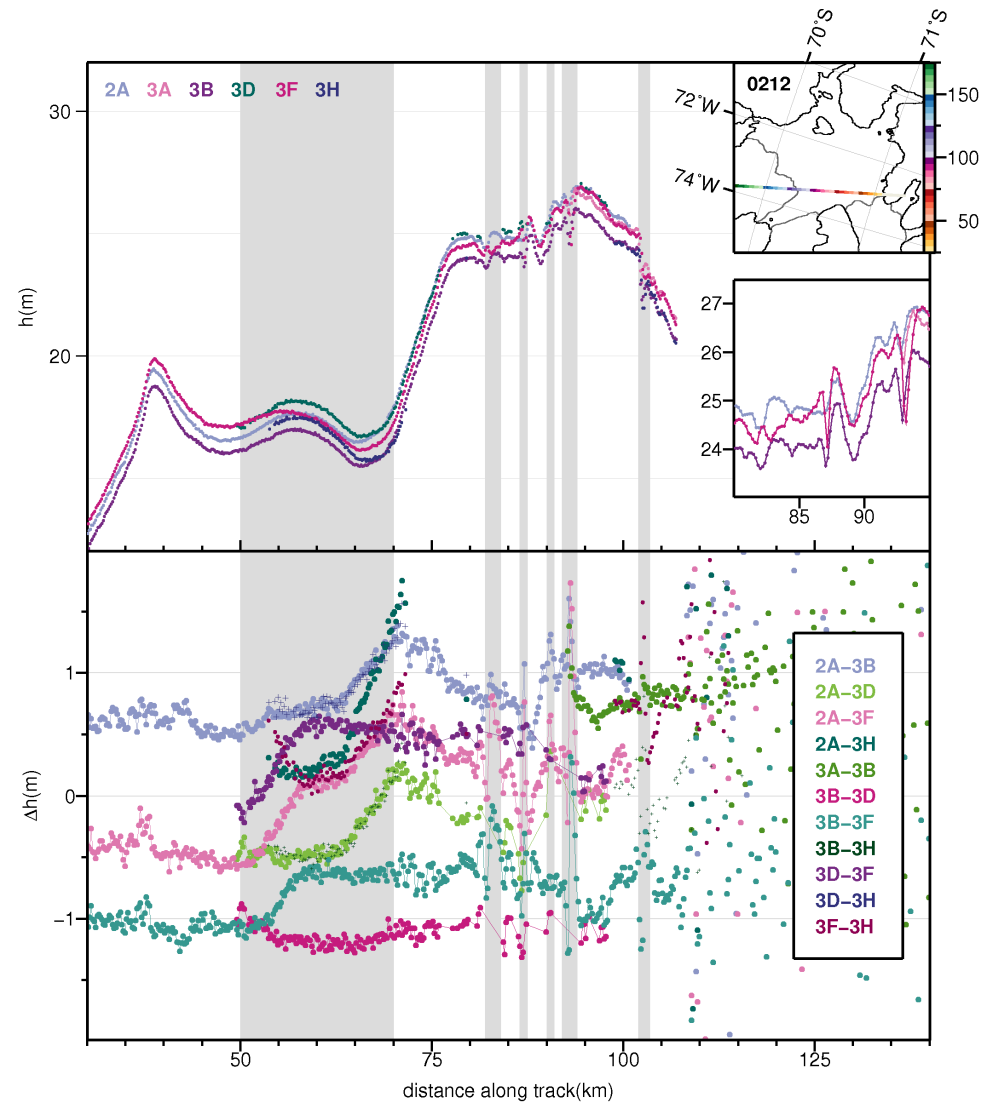 70°S
71°S
2A 3A 3B 3D 3F 3H
0212
30
72°W
74°W
150
100
50
h(m)
20
27
26
25
24
85 90
2A−3B
2A−3D
2A−3F
2A−3H
3A−3B
3B−3D
3B−3F
3B−3H
3D−3F
3D−3H
3F−3H
1
0
−1
Δh(m)
50 75 100 125
distance along track(km)